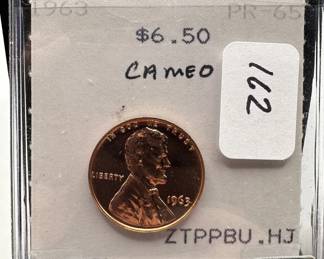 1963 PR-65
$6.50
CAMEO
162
IN GOD WE TRUST
LIBERTY
1963
ZTPPBU.HJ